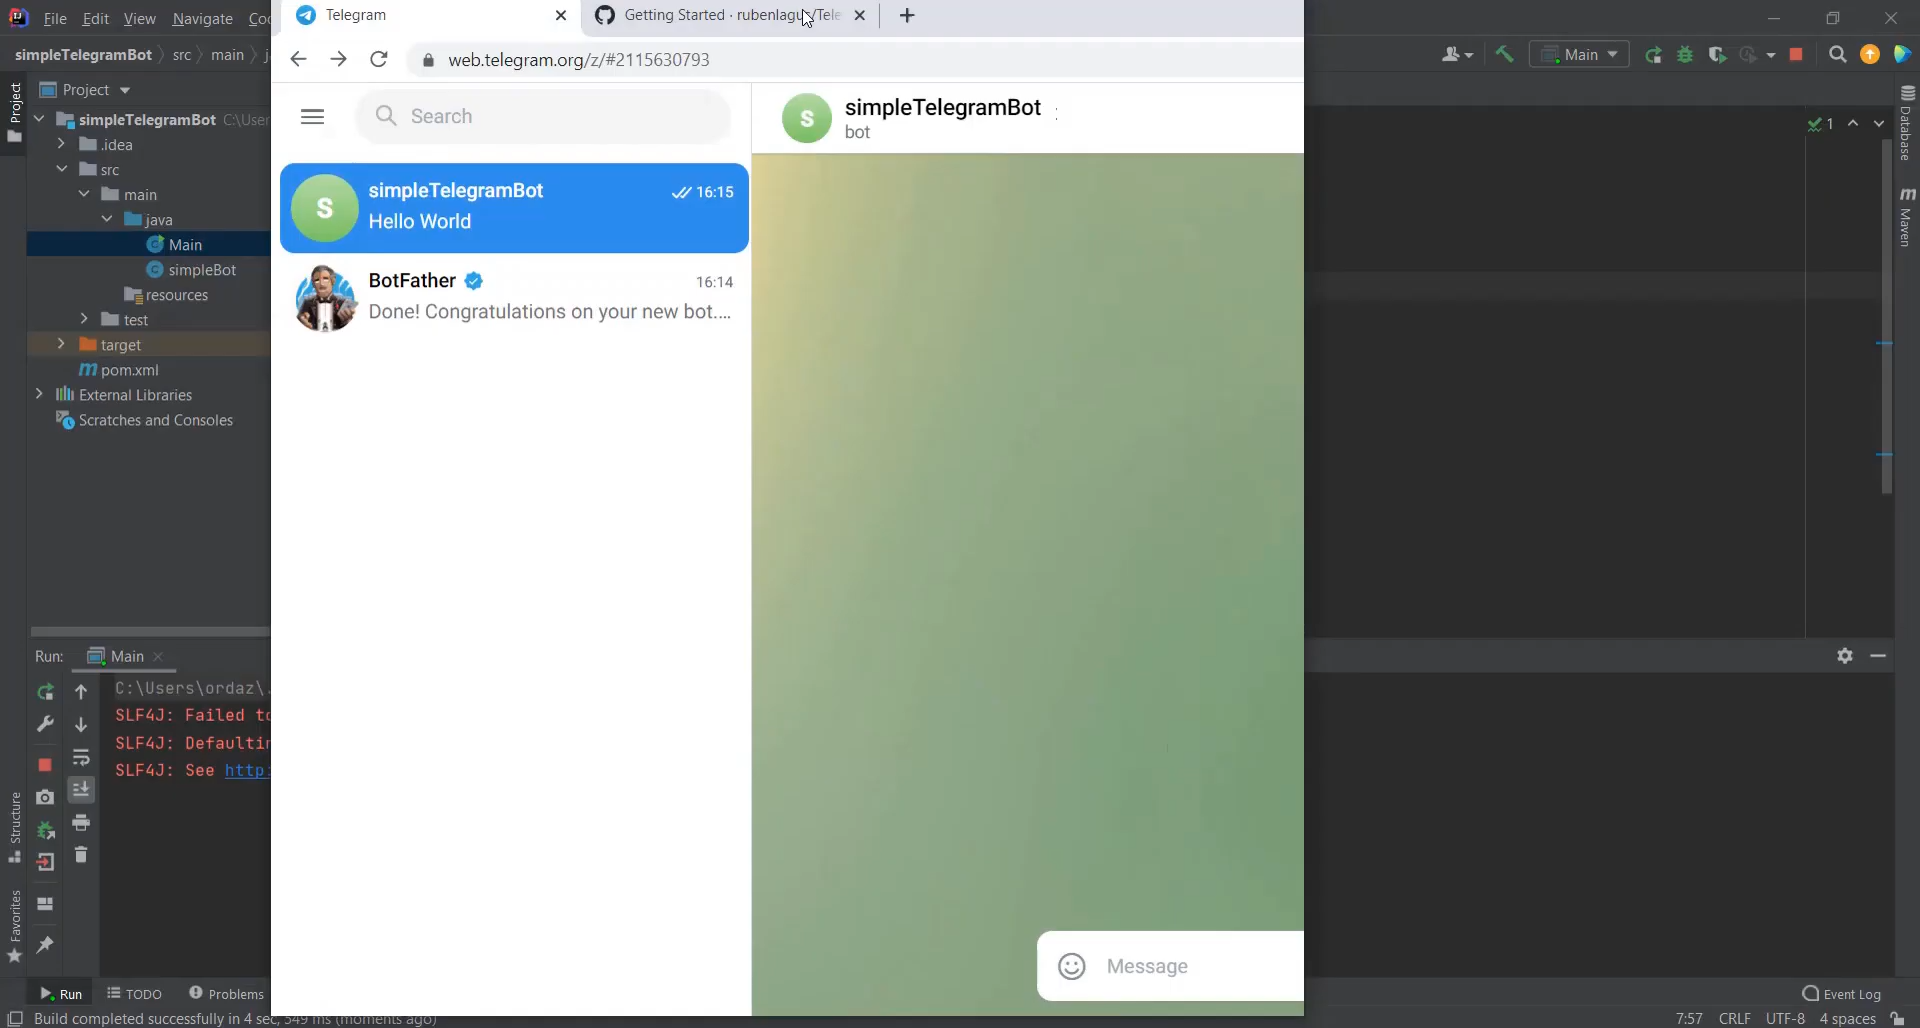 File Edit View Navigate
Telegram
Getting Started · rubenlagu
simpleTelegramBot src main
web.telegram.org/z/#2115630793
Main
Project
Project
simpleTelegramBot
.idea
src
main
java
Main
simpleBot
resources
test
target
pom.xml
External Libraries
Scratches and Consoles
Search
S
simpleTelegramBot
bot
S
simpleTelegramBot
16:15
Hello World
BotFather
16:14
Done! Congratulations on your new bot....
Message
1
Database
m
Maven
Run:
Main
C:\Users\ordaz\
SLF4J: Failed
SLF4J:
SLF4J: See
Structure
Favorites
Run
TODO
Problems
Event Log
Build completed successfully in 4 sec, 549 ms (moments ago)
7:57 CRLF UTF-8 4 spaces